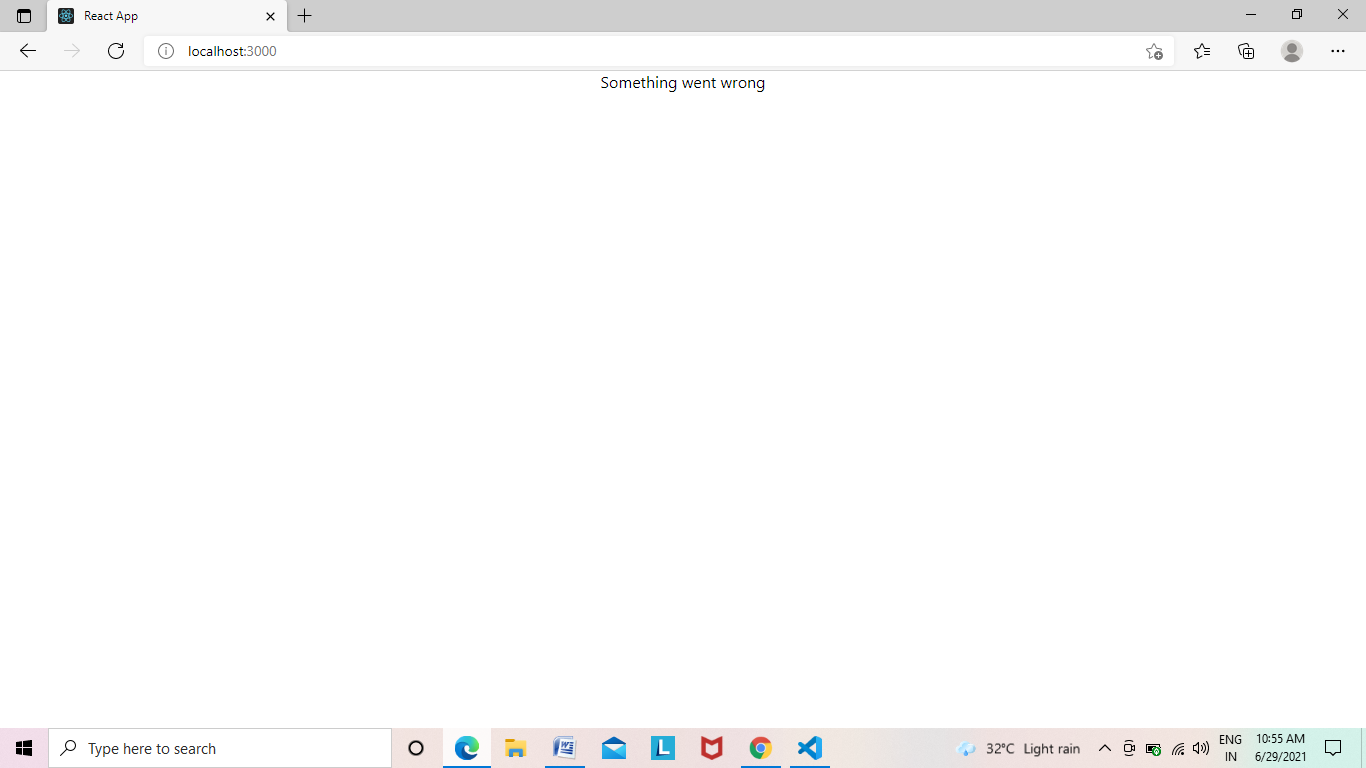 React App
localhost:3000
Something went wrong
Type here to search
W
L
32°C Light rain
ENG
IN
10:55 AM
6/29/2021